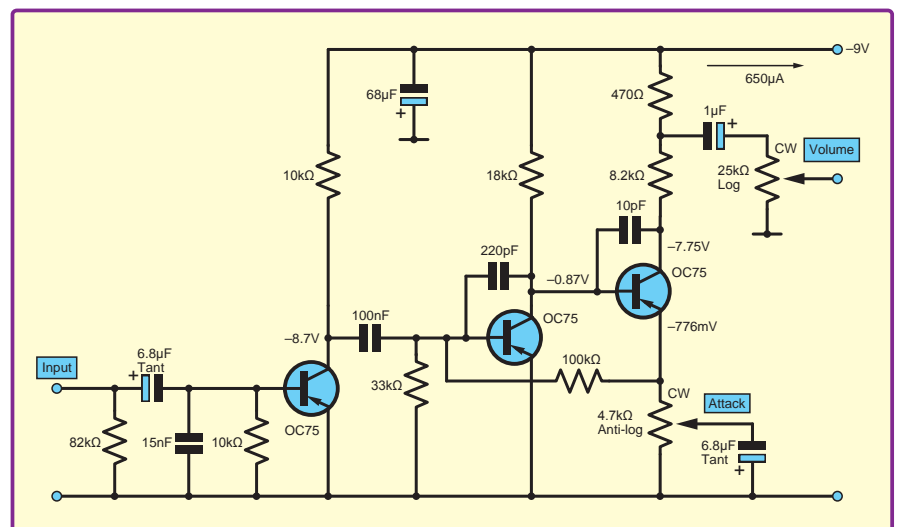 –9V
650µA
68µF
+
470Ω
1µF
+
CW
Volume
10kΩ
18kΩ
8.2kΩ
25kΩ
Log
10pF
220pF
–7.75V
–0.87V
OC75
100nF
–8.7V
OC75
–776mV
6.8µF
Tant
+
Input
33kΩ
100kΩ
CW
Attack
OC75
82kΩ
15nF
10kΩ
4.7kΩ
Anti-log
6.8µF
Tant
+